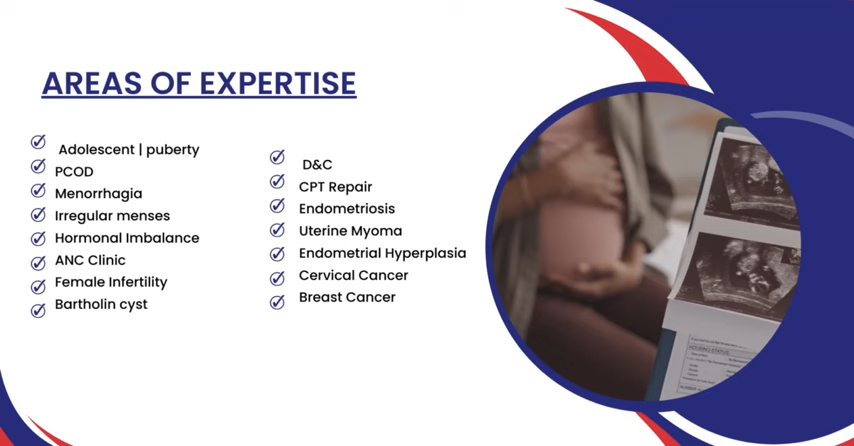 AREAS OF EXPERTISE
Adolescent | puberty
PCOD
Menorrhagia
Irregular menses
Hormonal Imbalance
ANC Clinic
Female Infertility
Bartholin cyst
D&C
CPT Repair
Endometriosis
Uterine Myoma
Endometrial Hyperplasia
Cervical Cancer
Breast Cancer